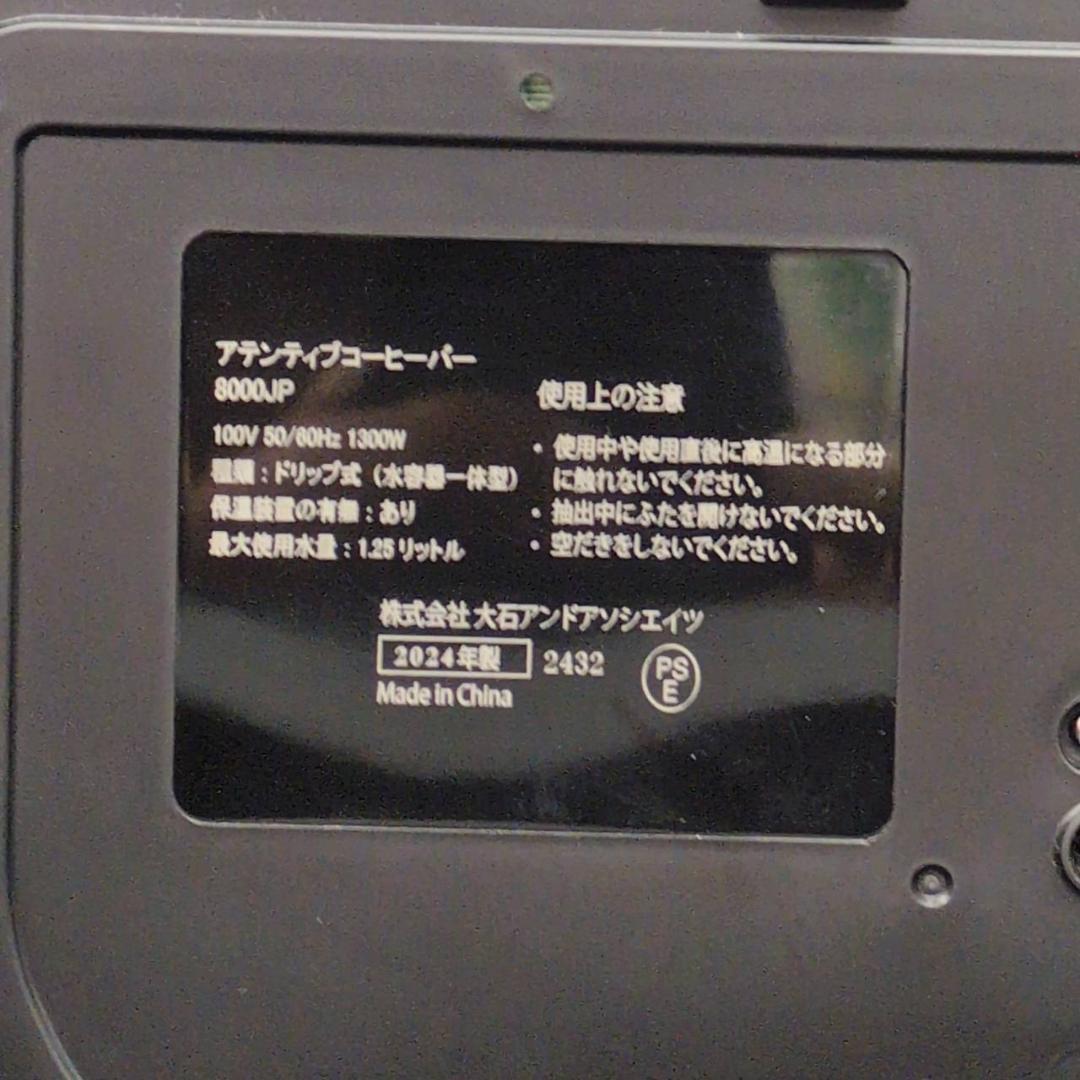 アテンティブコーヒーバー
8000JP
100V 50/60Hz 1300W
種類：ドリップ式（水容器一体型）
保温装置の有無：あり
最大使用水量：1.25リットル
使用上の注意
・使用中や使用直後に高温になる部分
に触れないでください。
・抽出中にふたを開けないでください。
・空だきをしないでください。
株式会社 大石アンドアソシエイツ
2024年製 2432
PS
E
Made in China